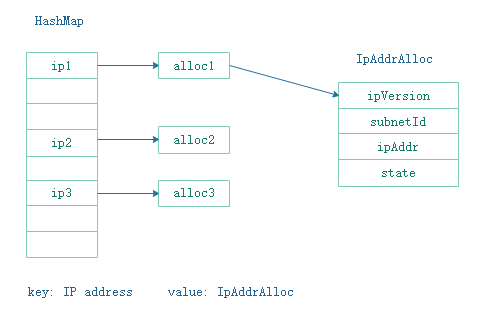 HashMap
IpAddrAlloc
ip1
alloc1
ipVersion
subnetId
ip2
alloc2
ipAddr
state
ip3
alloc3
key: IP address value: IpAddrAlloc